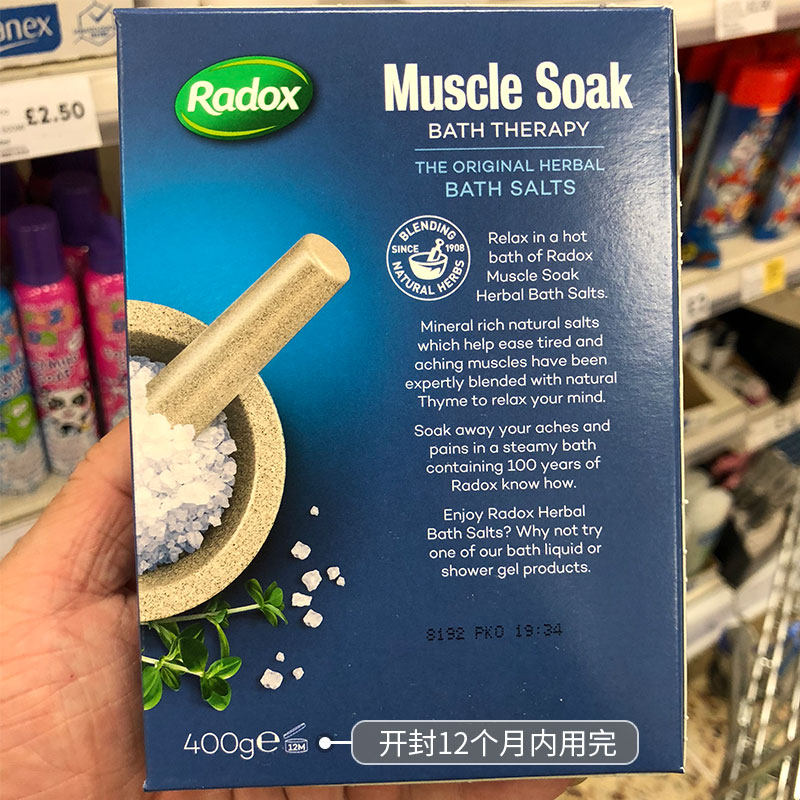 anex
£2.50
Radox
Muscle Soak
BATH THERAPY
THE ORIGINAL HERBAL
BATH SALTS
BLENDING
SINCE 1908
NATURAL HERBS
Relax in a hot
bath of Radox
Muscle Soak
Herbal Bath Salts.
Mineral rich natural salts
which help ease tired and
aching muscles have been
expertly blended with natural
Thyme to relax your mind.
Soak away your aches and
pains in a steamy bath
containing 100 years of
Radox know how.
Enjoy Radox Herbal
Bath Salts? Why not try
one of our bath liquid or
shower gel products.
8192 PKO 19:34
400g℮ 12M 开封12个月内用完